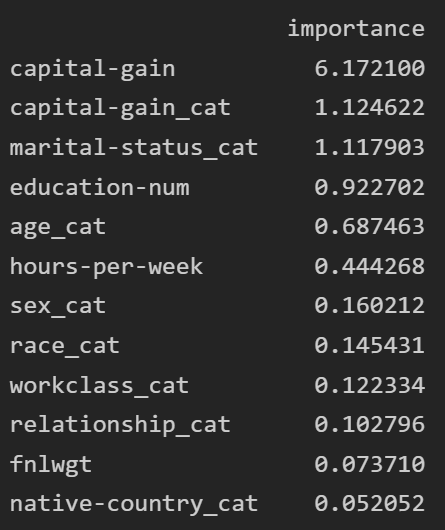 importance
capital-gain 6.172100
capital-gain_cat 1.124622
marital-status_cat 1.117903
education-num 0.922702
age_cat 0.687463
hours-per-week 0.444268
sex_cat 0.160212
race_cat 0.145431
workclass_cat 0.122334
relationship_cat 0.102796
fnlwgt 0.073710
native-country_cat 0.052052